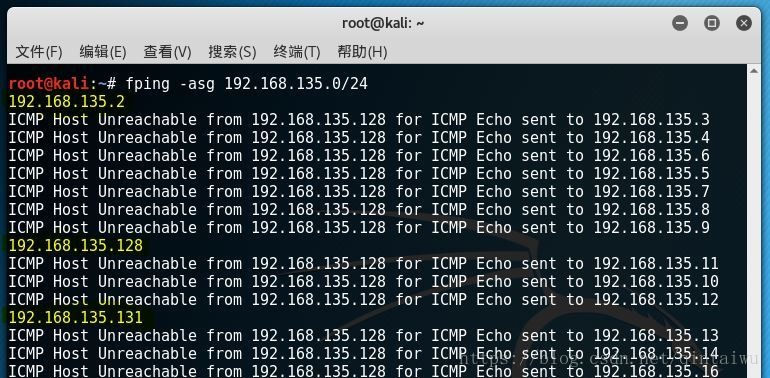 root@kali: ~
文件(F) 编辑(E) 查看(V) 搜索(S) 终端(T) 帮助(H)
root@kali:~# fping -asg 192.168.135.0/24
192.168.135.2
ICMP Host Unreachable from 192.168.135.128 for ICMP Echo sent to 192.168.135.3
ICMP Host Unreachable from 192.168.135.128 for ICMP Echo sent to 192.168.135.4
ICMP Host Unreachable from 192.168.135.128 for ICMP Echo sent to 192.168.135.6
ICMP Host Unreachable from 192.168.135.128 for ICMP Echo sent to 192.168.135.5
ICMP Host Unreachable from 192.168.135.128 for ICMP Echo sent to 192.168.135.7
ICMP Host Unreachable from 192.168.135.128 for ICMP Echo sent to 192.168.135.8
ICMP Host Unreachable from 192.168.135.128 for ICMP Echo sent to 192.168.135.9
192.168.135.128
ICMP Host Unreachable from 192.168.135.128 for ICMP Echo sent to 192.168.135.11
ICMP Host Unreachable from 192.168.135.128 for ICMP Echo sent to 192.168.135.10
ICMP Host Unreachable from 192.168.135.128 for ICMP Echo sent to 192.168.135.12
192.168.135.131
ICMP Host Unreachable from 192.168.135.128 for ICMP Echo sent to 192.168.135.13
ICMP Host Unreachable from 192.168.135.128 for ICMP Echo sent to 192.168.135.14
ICMP Host Unreachable from 192.168.135.128 for ICMP Echo sent to 192.168.135.16
https://blog.csdn.net/qintaiwu